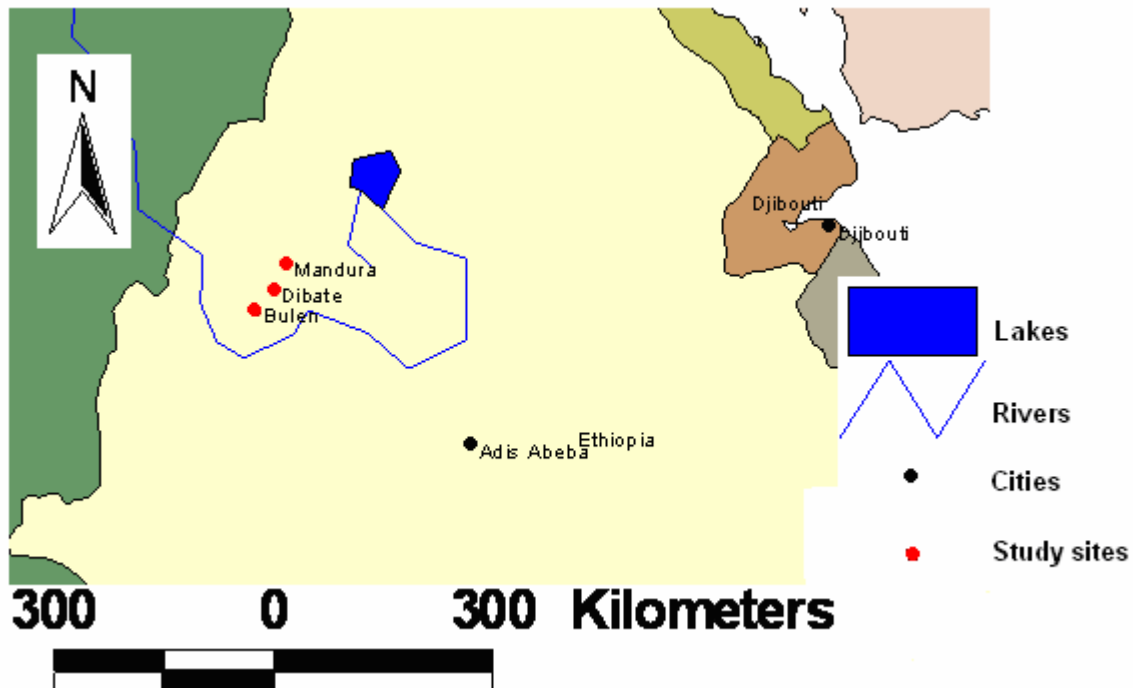 N
Djibouti
Djibouti
Mandura
Dibate
Bulen
Lakes
Rivers
Adis Abeba Ethiopia
Cities
Study sites
300 0 300 Kilometers